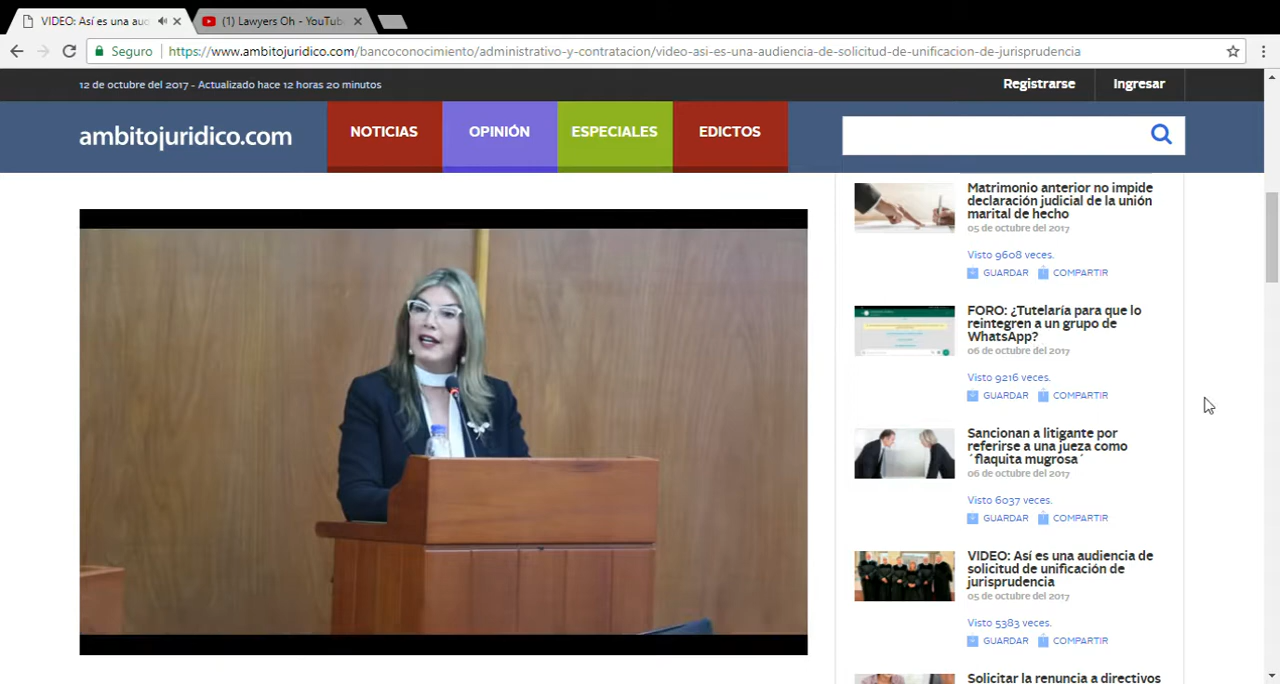 VIDEO: Así es una aud
(1) Lawyers Oh - YouTub
Seguro
https://www.ambitojuridico.com/bancoconocimiento/administrativo-y-contratacion/video-asi-es-una-audiencia-de-solicitud-de-unificacion-de-jurisprudencia
12 de octubre del 2017 - Actualizado hace 12 horas 20 minutos
Registrarse
Ingresar
ambitojuridico.com
NOTICIAS
OPINIÓN
ESPECIALES
EDICTOS
Matrimonio anterior no impide
declaración judicial de la unión
marital de hecho
05 de octubre del 2017
Visto 9608 veces.
GUARDAR COMPARTIR
FORO: ¿Tutelaría para que lo
reintegren a un grupo de
WhatsApp?
06 de octubre del 2017
Visto 9216 veces.
GUARDAR COMPARTIR
Sancionan a litigante por
referirse a una jueza como
´flaquita mugrosa´
06 de octubre del 2017
Visto 6037 veces.
GUARDAR COMPARTIR
VIDEO: Así es una audiencia de
solicitud de unificación de
jurisprudencia
05 de octubre del 2017
Visto 5383 veces.
GUARDAR COMPARTIR
Solicitar la renuncia a directivos